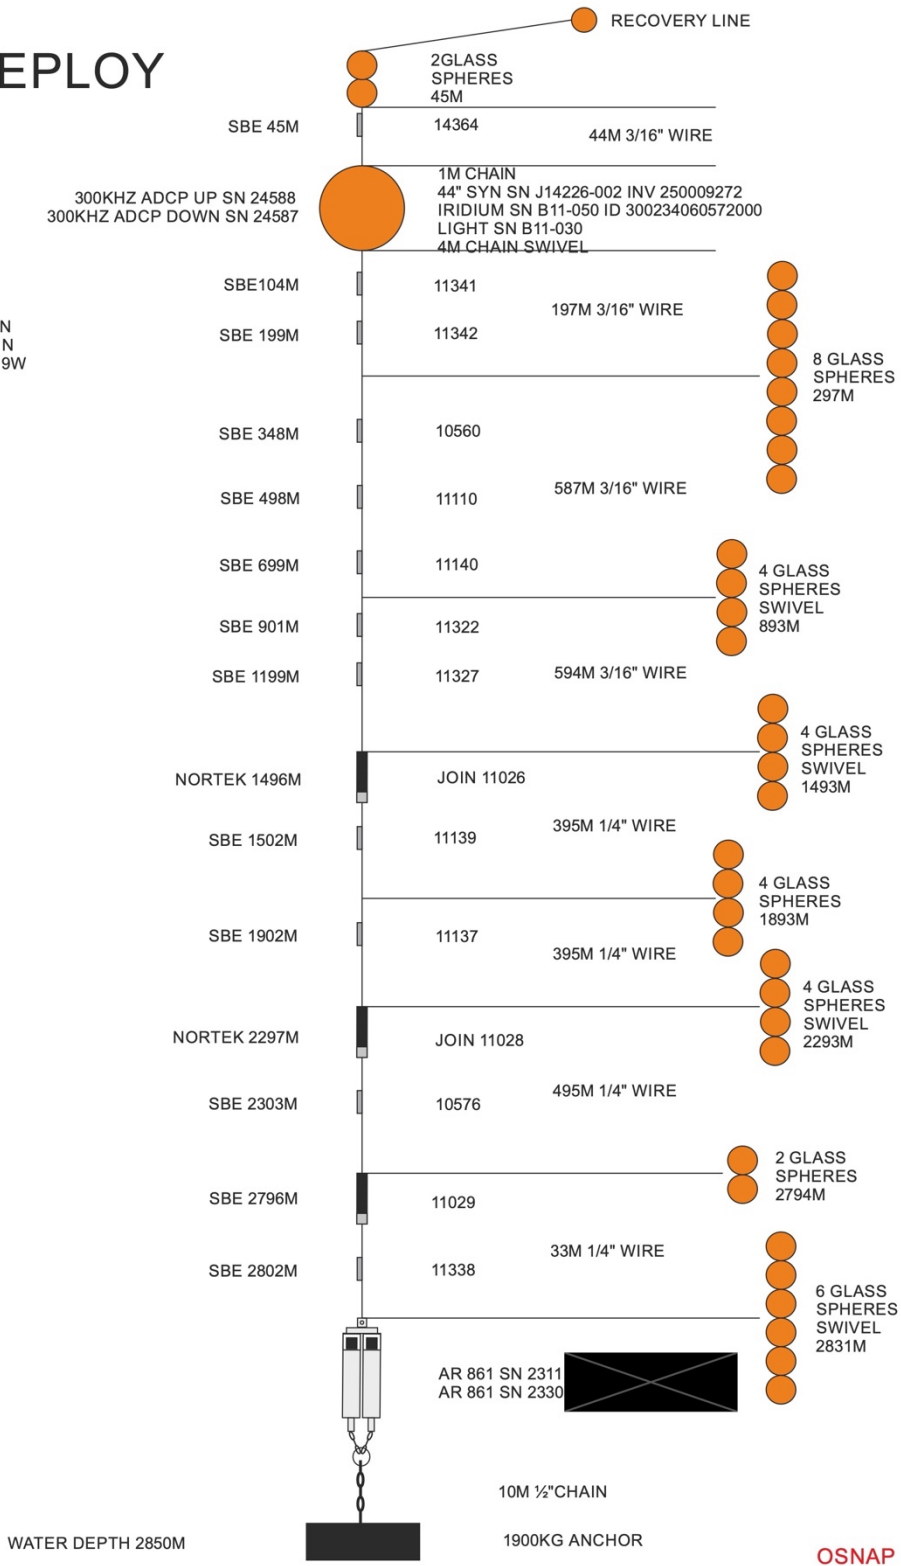 RECOVERY LINE
EPLOY
2GLASS
SPHERES
45M
SBE 45M
14364
44M 3/16" WIRE
1M CHAIN
300KHZ ADCP UP SN 24588
44" SYN SN J14226-002 INV 250009272
300KHZ ADCP DOWN SN 24587
IRIDIUM SN B11-050 ID 300234060572000
LIGHT SN B11-030
4M CHAIN SWIVEL
SBE104M
11341
197M 3/16" WIRE
N
SBE 199M
11342
N
9W
8 GLASS
SPHERES
297M
SBE 348M
10560
587M 3/16" WIRE
SBE 498M
11110
SBE 699M
11140
4 GLASS
SPHERES
SWIVEL
893M
SBE 901M
11322
SBE 1199M
11327
594M 3/16" WIRE
4 GLASS
SPHERES
SWIVEL
1493M
NORTEK 1496M
JOIN 11026
395M 1/4" WIRE
SBE 1502M
11139
4 GLASS
SPHERES
1893M
SBE 1902M
11137
395M 1/4" WIRE
4 GLASS
SPHERES
SWIVEL
2293M
NORTEK 2297M
JOIN 11028
495M 1/4" WIRE
SBE 2303M
10576
2 GLASS
SPHERES
2794M
SBE 2796M
11029
33M 1/4" WIRE
SBE 2802M
11338
6 GLASS
SPHERES
SWIVEL
2831M
AR 861 SN 2311
AR 861 SN 2330
10M ½"CHAIN
WATER DEPTH 2850M
1900KG ANCHOR
OSNAP